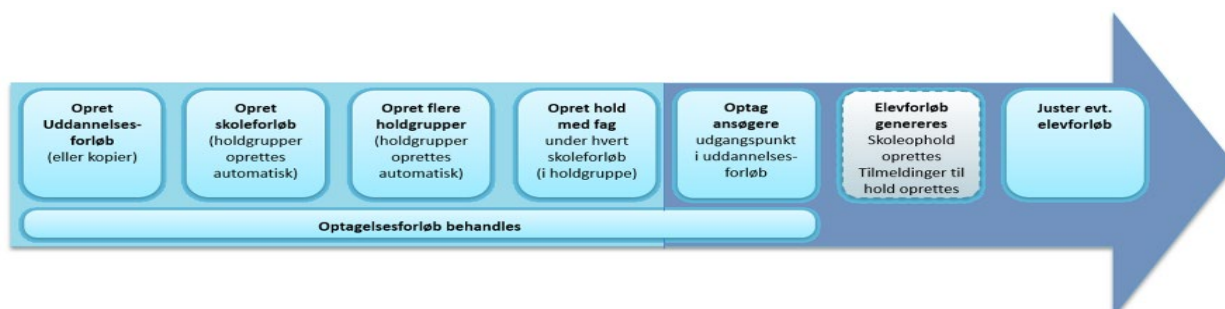 Opret
Uddannelses-
forløb
(eller kopier)
Opret
skoleforløb
(holdgrupper
oprettes
automatisk)
Opret flere
holdgrupper
(holdgrupper
oprettes
automatisk)
Opret hold
med fag
under hvert
skoleforløb
(i holdgruppe)
Optag
ansøgere
udgangspunkt
i uddannelses-
forløb
Elevforløb
genereres
Skoleophold
oprettes
Tilmeldinger til
hold oprettes
Juster evt.
elevforløb
Optagelsesforløb behandles